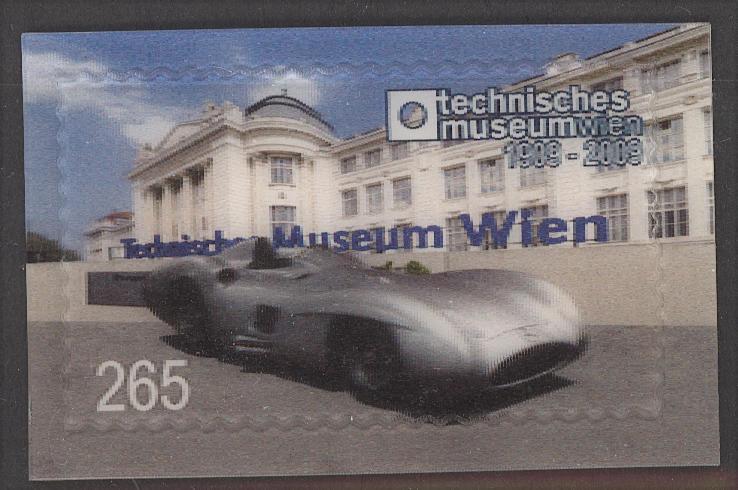 technisches
museumwien
1909 - 2009
Technisches Museum Wien
265